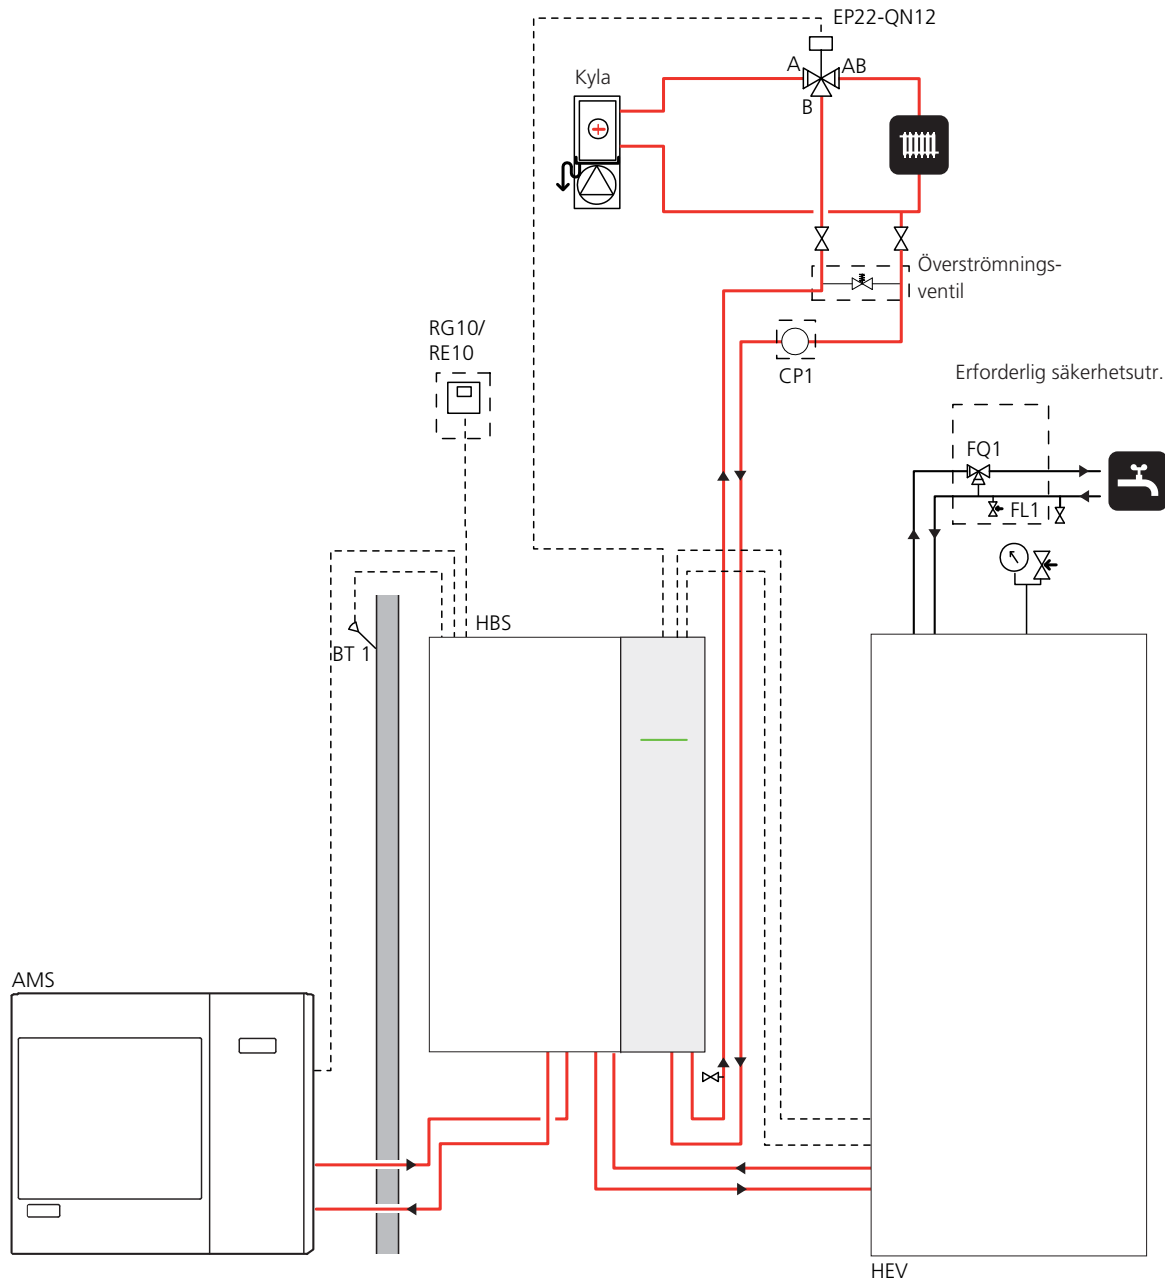 EP22-QN12
A
AB
Kyla
B
Överströmnings-
ventil
RG10/
RE10
CP1
Erforderlig säkerhetsutr.
FQ1
FL1
HBS
BT 1
AMS
HEV